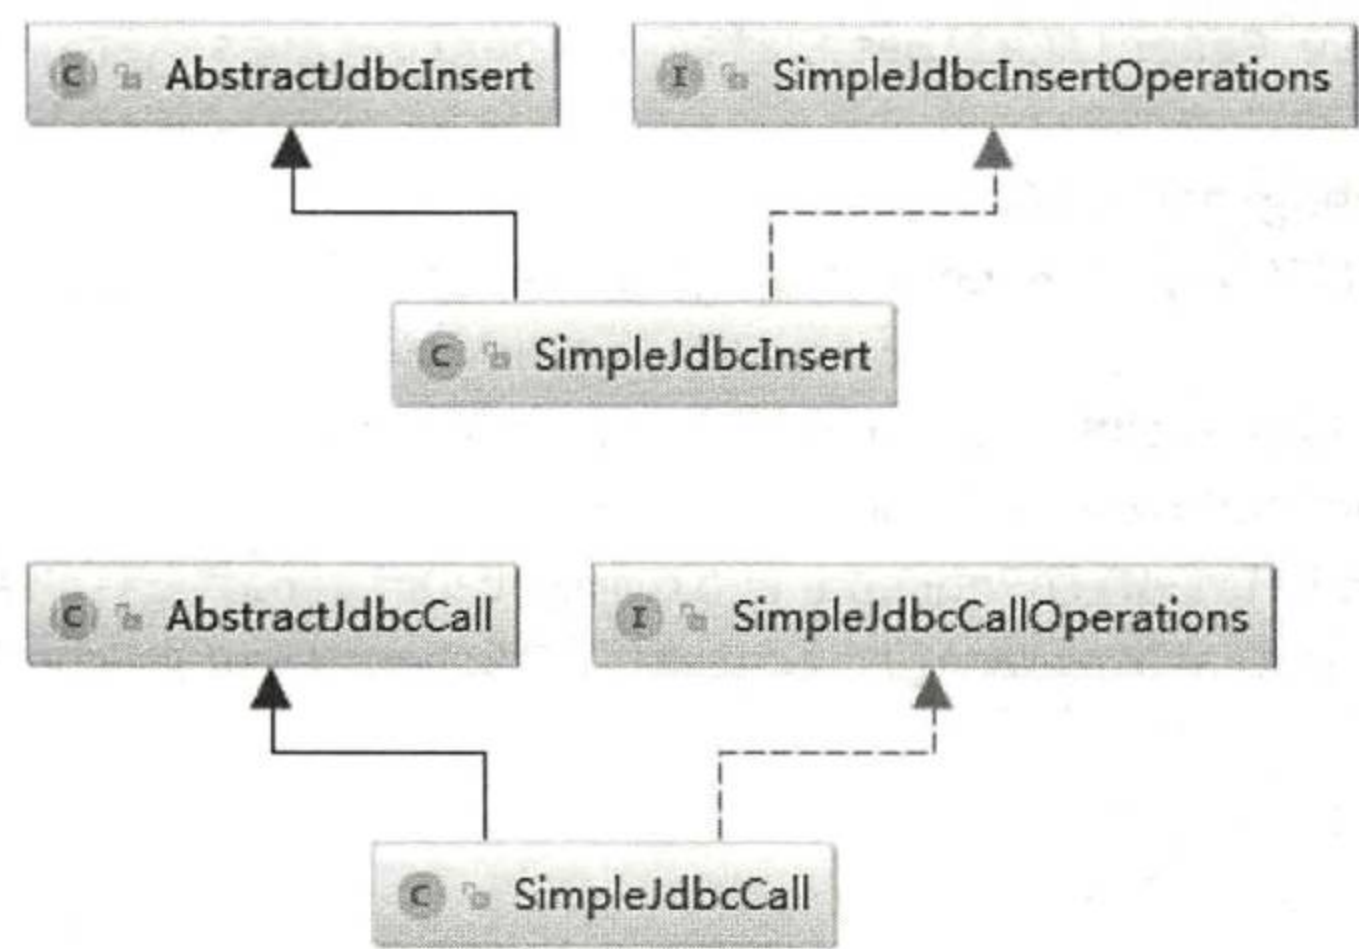 C AbstractJdbcInsert
I SimpleJdbcInsertOperations
C SimpleJdbcInsert
C AbstractJdbcCall
I SimpleJdbcCallOperations
C SimpleJdbcCall